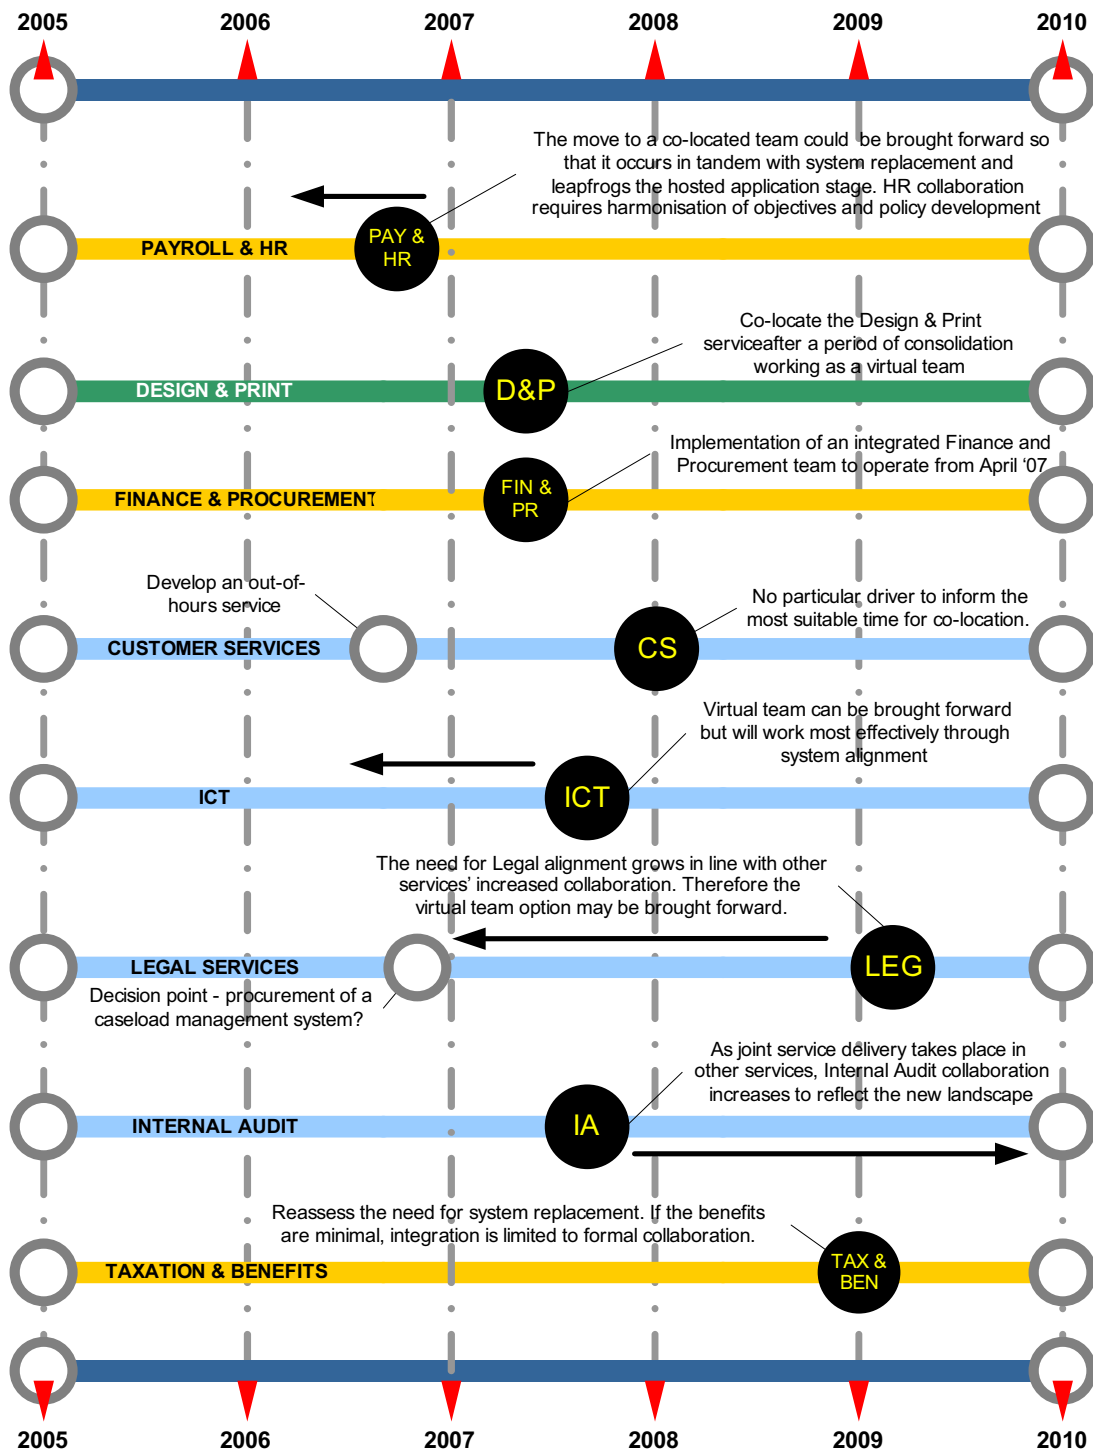 2005 2006 2007 2008 2009 2010
The move to a co-located team could be brought forward so
that it occurs in tandem with system replacement and
leapfrogs the hosted application stage. HR collaboration
requires harmonisation of objectives and policy development
PAYROLL & HR
PAY &
HR
Co-locate the Design & Print
serviceafter a period of consolidation
working as a virtual team
DESIGN & PRINT
D&P
Implementation of an integrated Finance and
Procurement team to operate from April ‘07
FINANCE & PROCUREMENT
FIN &
PR
Develop an out-of-
hours service
No particular driver to inform the
most suitable time for co-location.
CUSTOMER SERVICES
CS
Virtual team can be brought forward
but will work most effectively through
system alignment
ICT
ICT
The need for Legal alignment grows in line with other
services’ increased collaboration. Therefore the
virtual team option may be brought forward.
LEGAL SERVICES
LEG
Decision point - procurement of a
caseload management system?
As joint service delivery takes place in
other services, Internal Audit collaboration
increases to reflect the new landscape
INTERNAL AUDIT
IA
Reassess the need for system replacement. If the benefits
are minimal, integration is limited to formal collaboration.
TAXATION & BENEFITS
TAX &
BEN
2005 2006 2007 2008 2009 2010